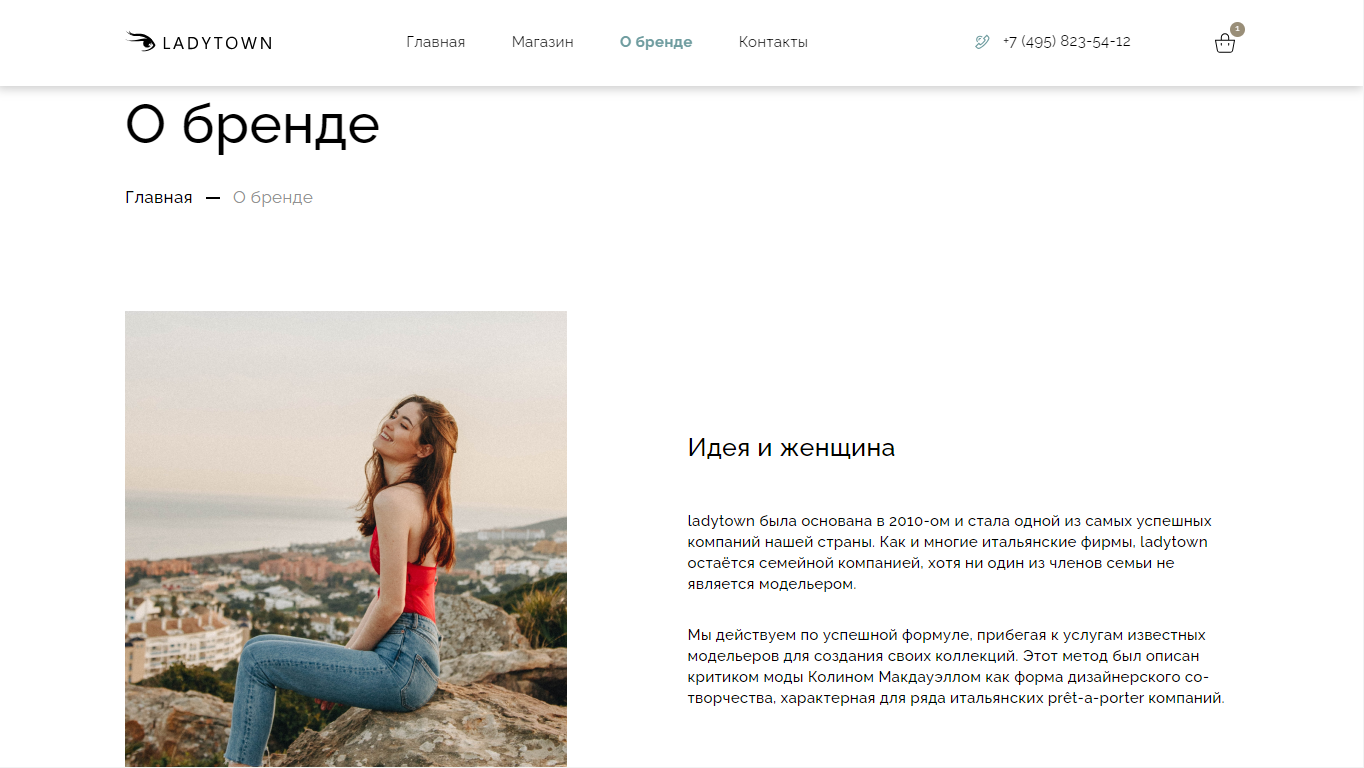 LADYTOWN
Главная
Магазин
О бренде
Контакты
+7 (495) 823-54-12
1
О бренде
Главная — О бренде
Идея и женщина
ladytown была основана в 2010-ом и стала одной из самых успешных
компаний нашей страны. Как и многие итальянские фирмы, ladytown
остаётся семейной компанией, хотя ни один из членов семьи не
является модельером.
Мы действуем по успешной формуле, прибегая к услугам известных
модельеров для создания своих коллекций. Этот метод был описан
критиком моды Колином Макдауэллом как форма дизайнерского со-
творчества, характерная для ряда итальянских prêt-a-porter компаний.